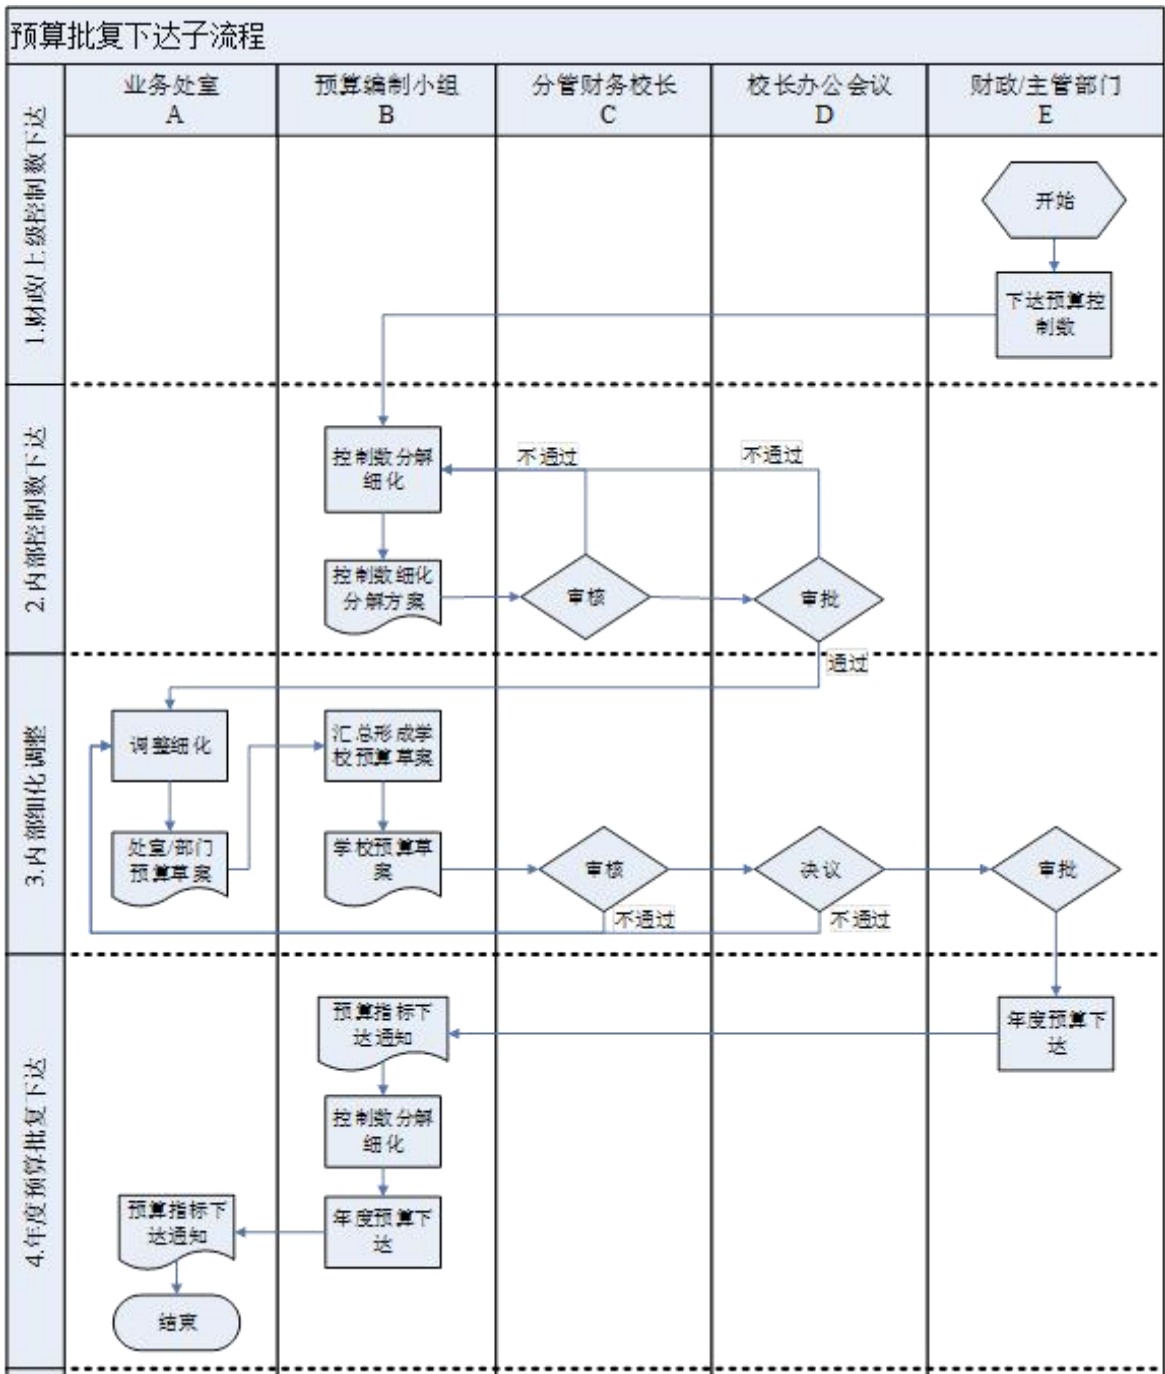 预算批复下达子流程
业务处室
A
预算编制小组
B
分管财务校长
C
校长办公会议
D
财政/主管部门
E
1.财政/上级控制数下达
开始
下达预算控
制数
2.内部控制数下达
控制数分解
细化
不通过
不通过
控制数细化
分解方案
审核
审批
通过
3.内部细化调整
调整细化
汇总形成学
校预算草案
处室/部门
预算草案
学校预算草
案
审核
决议
审批
不通过
不通过
4.年度预算批复下达
预算指标下
达通知
年度预算下
达
控制数分解
细化
预算指标下
达通知
年度预算下
达
结束